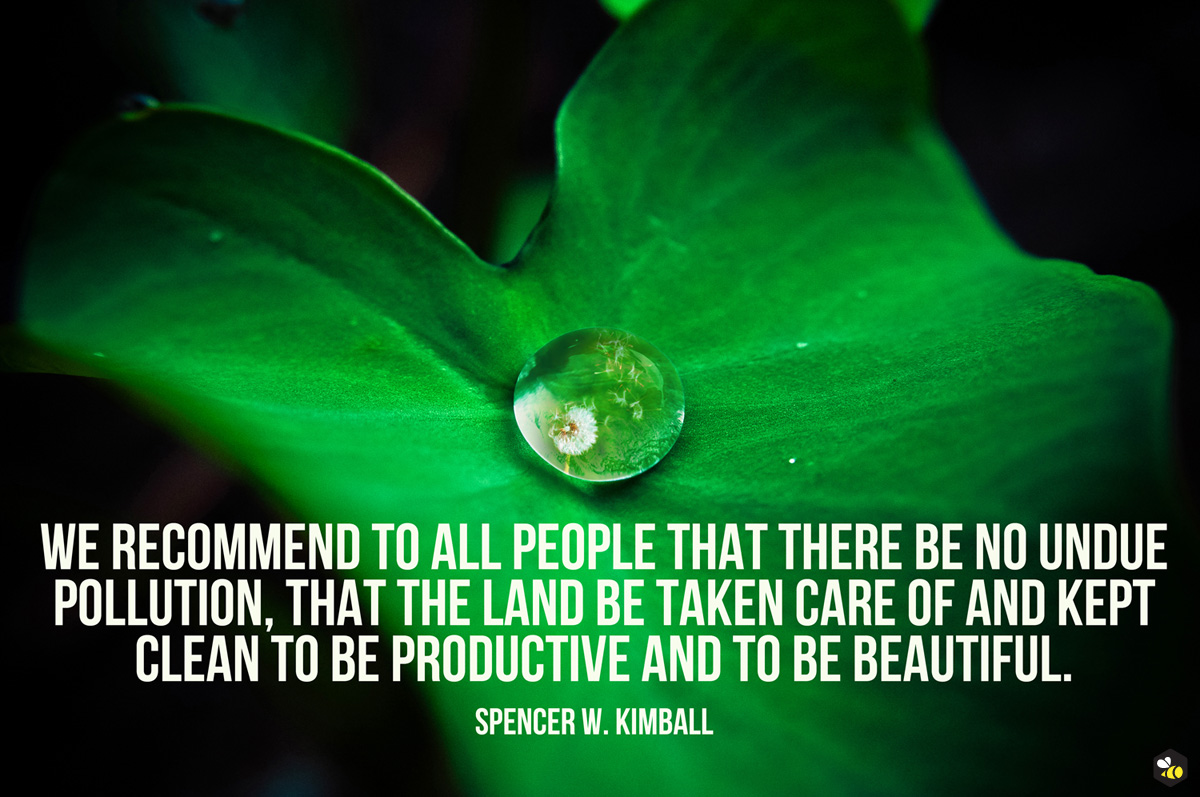 WE RECOMMEND TO ALL PEOPLE THAT THERE BE NO UNDUE
POLLUTION, THAT THE LAND BE TAKEN CARE OF AND KEPT
CLEAN TO BE PRODUCTIVE AND TO BE BEAUTIFUL.
SPENCER W. KIMBALL